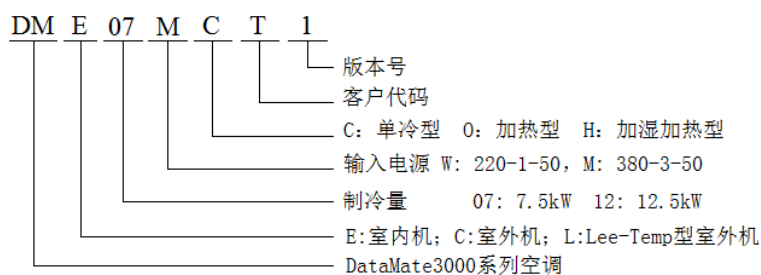 DM E 07 M C T 1
版本号
客户代码
C: 单冷型 O: 加热型 H: 加湿加热型
输入电源 W: 220-1-50, M: 380-3-50
制冷量 07: 7.5kW 12: 12.5kW
E:室内机; C:室外机; L:Lee-Temp型室外机
DataMate3000系列空调